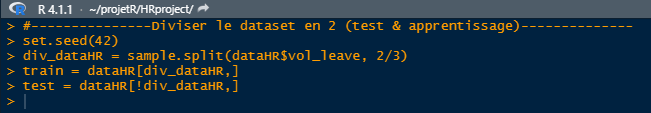 R 4.1.1 · ~/projetR/HRproject/
> #---------------Diviser le dataset en 2 (test & apprentissage)--------------
> set.seed(42)
> div_dataHR = sample.split(dataHR$vol_leave, 2/3)
> train = dataHR[div_dataHR,]
> test = dataHR[!div_dataHR,]
>